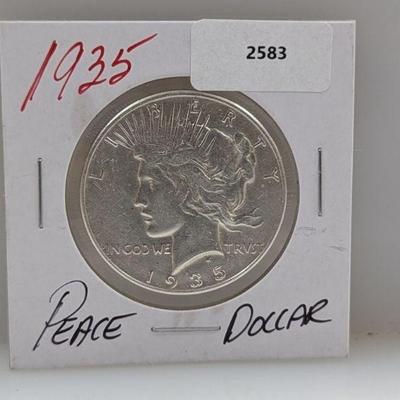 1935
2583
LIBERTY
IN GOD WE TRVST
1935
PEACE DOLLAR